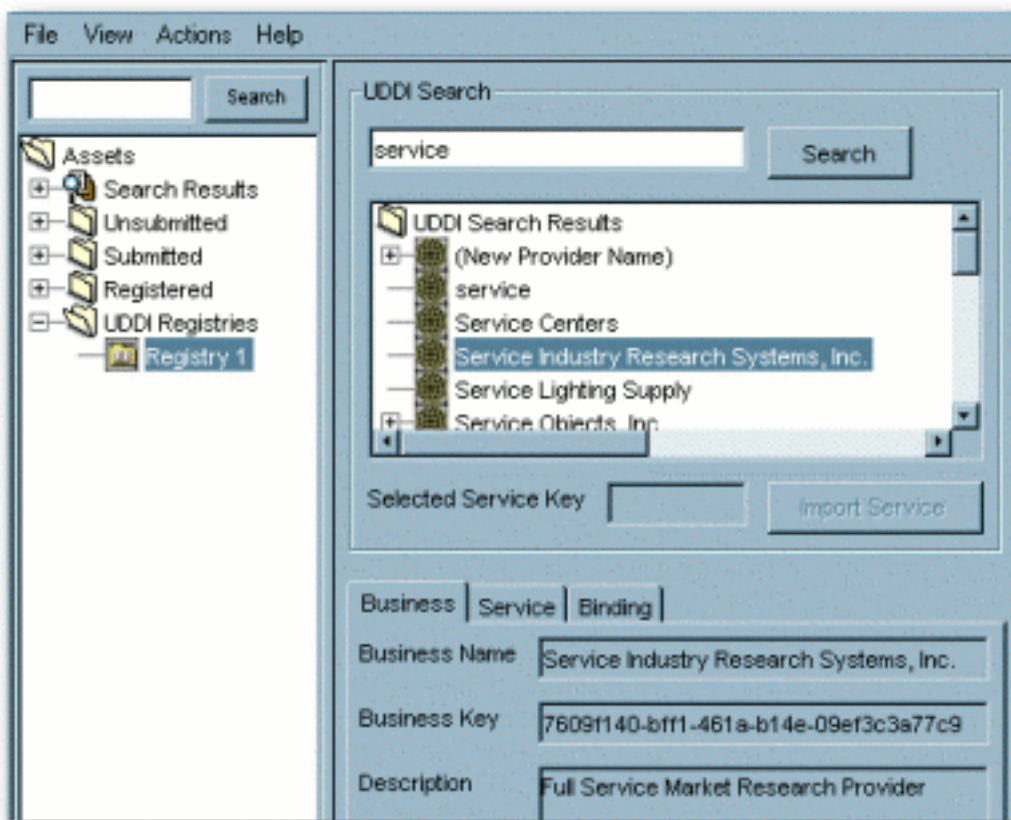 File View Actions Help
Search
Assets
Search Results
Unsubmitted
Submitted
Registered
UDDI Registries
Registry 1
UDDI Search
service
Search
UDDI Search Results
(New Provider Name)
service
Service Centers
Service Industry Research Systems, Inc.
Service Lighting Supply
Service Objects, Inc
Selected Service Key
Import Service
Business Service Binding
Business Name Service Industry Research Systems, Inc.
Business Key 7609f140-bff1-461a-b14e-09ef3c3a77c9
Description Full Service Market Research Provider